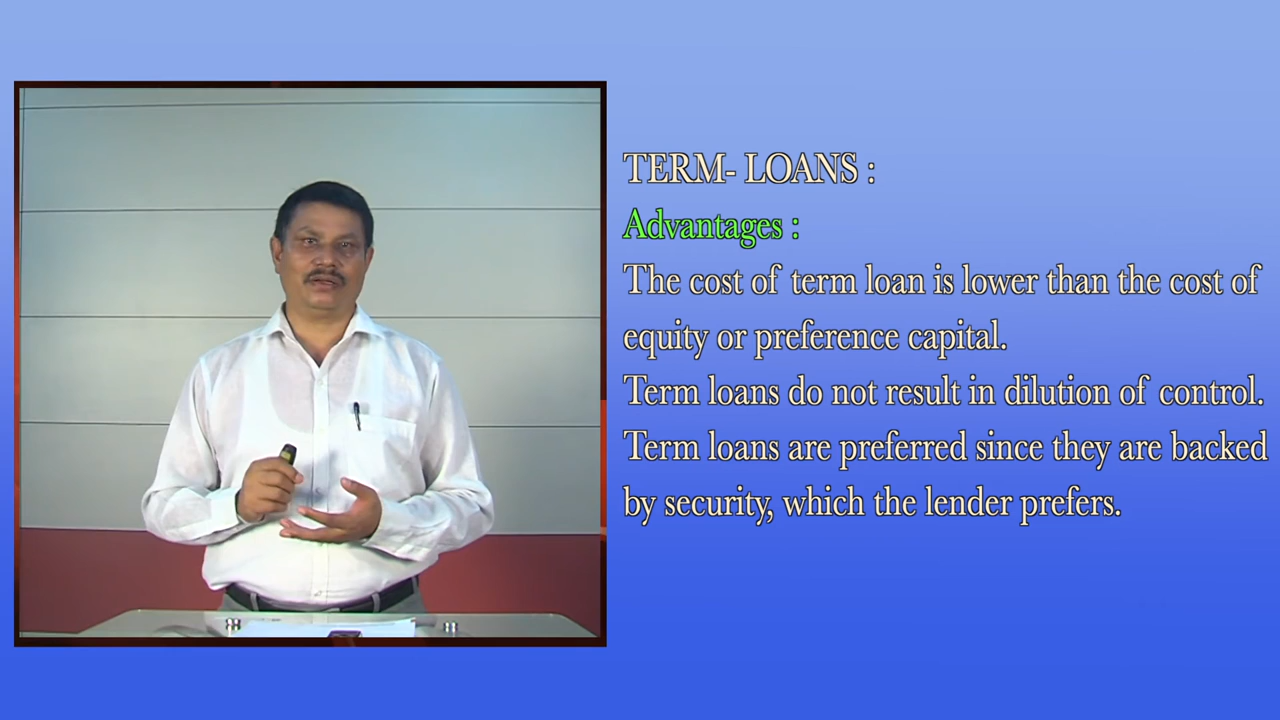 TERM- LOANS :
Advantages :
The cost of term loan is lower than the cost of
equity or preference capital.
Term loans do not result in dilution of control.
Term loans are preferred since they are backed
by security, which the lender prefers.